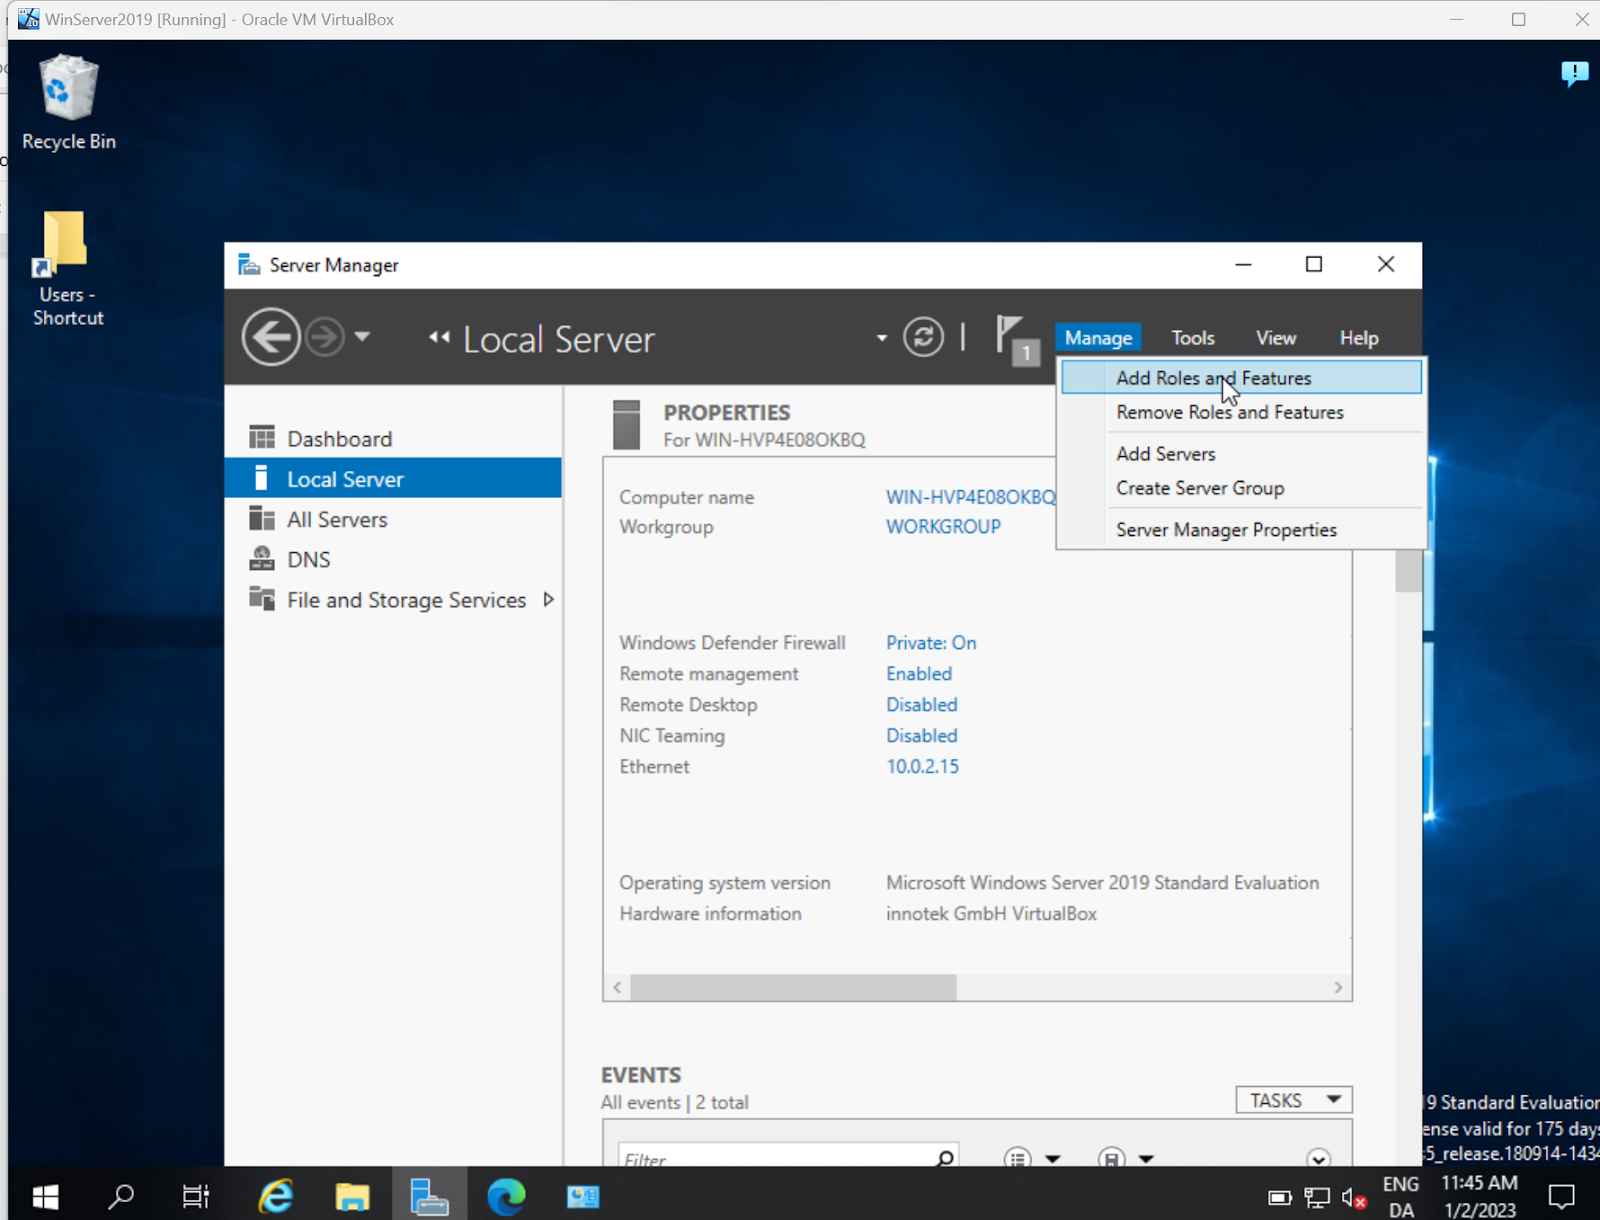 WinServer2019 [Running] - Oracle VM VirtualBox
Recycle Bin
Users -
Shortcut
Server Manager
Local Server
1
Manage
Tools
View
Help
Add Roles and Features
Remove Roles and Features
Add Servers
Create Server Group
Server Manager Properties
Dashboard
Local Server
All Servers
DNS
File and Storage Services
PROPERTIES
For WIN-HVP4E08OKBQ
Computer name WIN-HVP4E08OKBQ
Workgroup WORKGROUP
Windows Defender Firewall Private: On
Remote management Enabled
Remote Desktop Disabled
NIC Teaming Disabled
Ethernet 10.0.2.15
Operating system version Microsoft Windows Server 2019 Standard Evaluation
Hardware information innotek GmbH VirtualBox
EVENTS
All events | 2 total
TASKS
Filter
19 Standard Evaluation
ense valid for 175 days
s5_release.180914-1434
ENG
DA
11:45 AM
1/2/2023